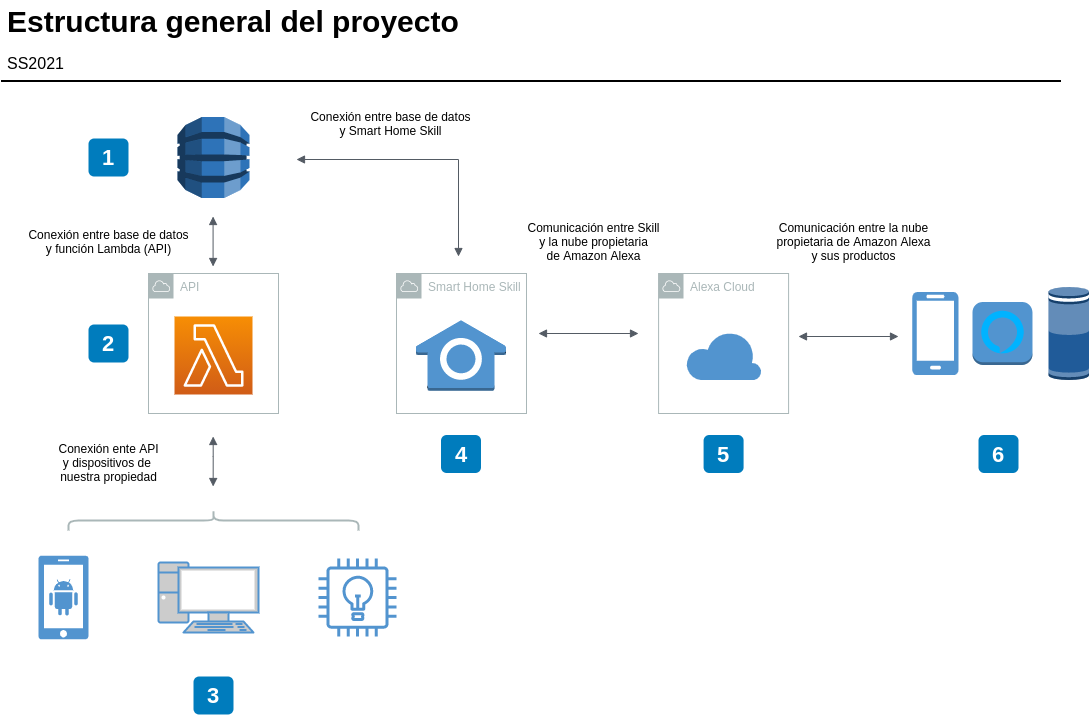 Estructura general del proyecto
SS2021
Conexión entre base de datos
y Smart Home Skill
1
Conexión entre base de datos
y función Lambda (API)
Comunicación entre Skill
y la nube propietaria
de Amazon Alexa
Comunicación entre la nube
propietaria de Amazon Alexa
y sus productos
API
Smart Home Skill
Alexa Cloud
2
4
5
6
Conexión ente API
y dispositivos de
nuestra propiedad
3